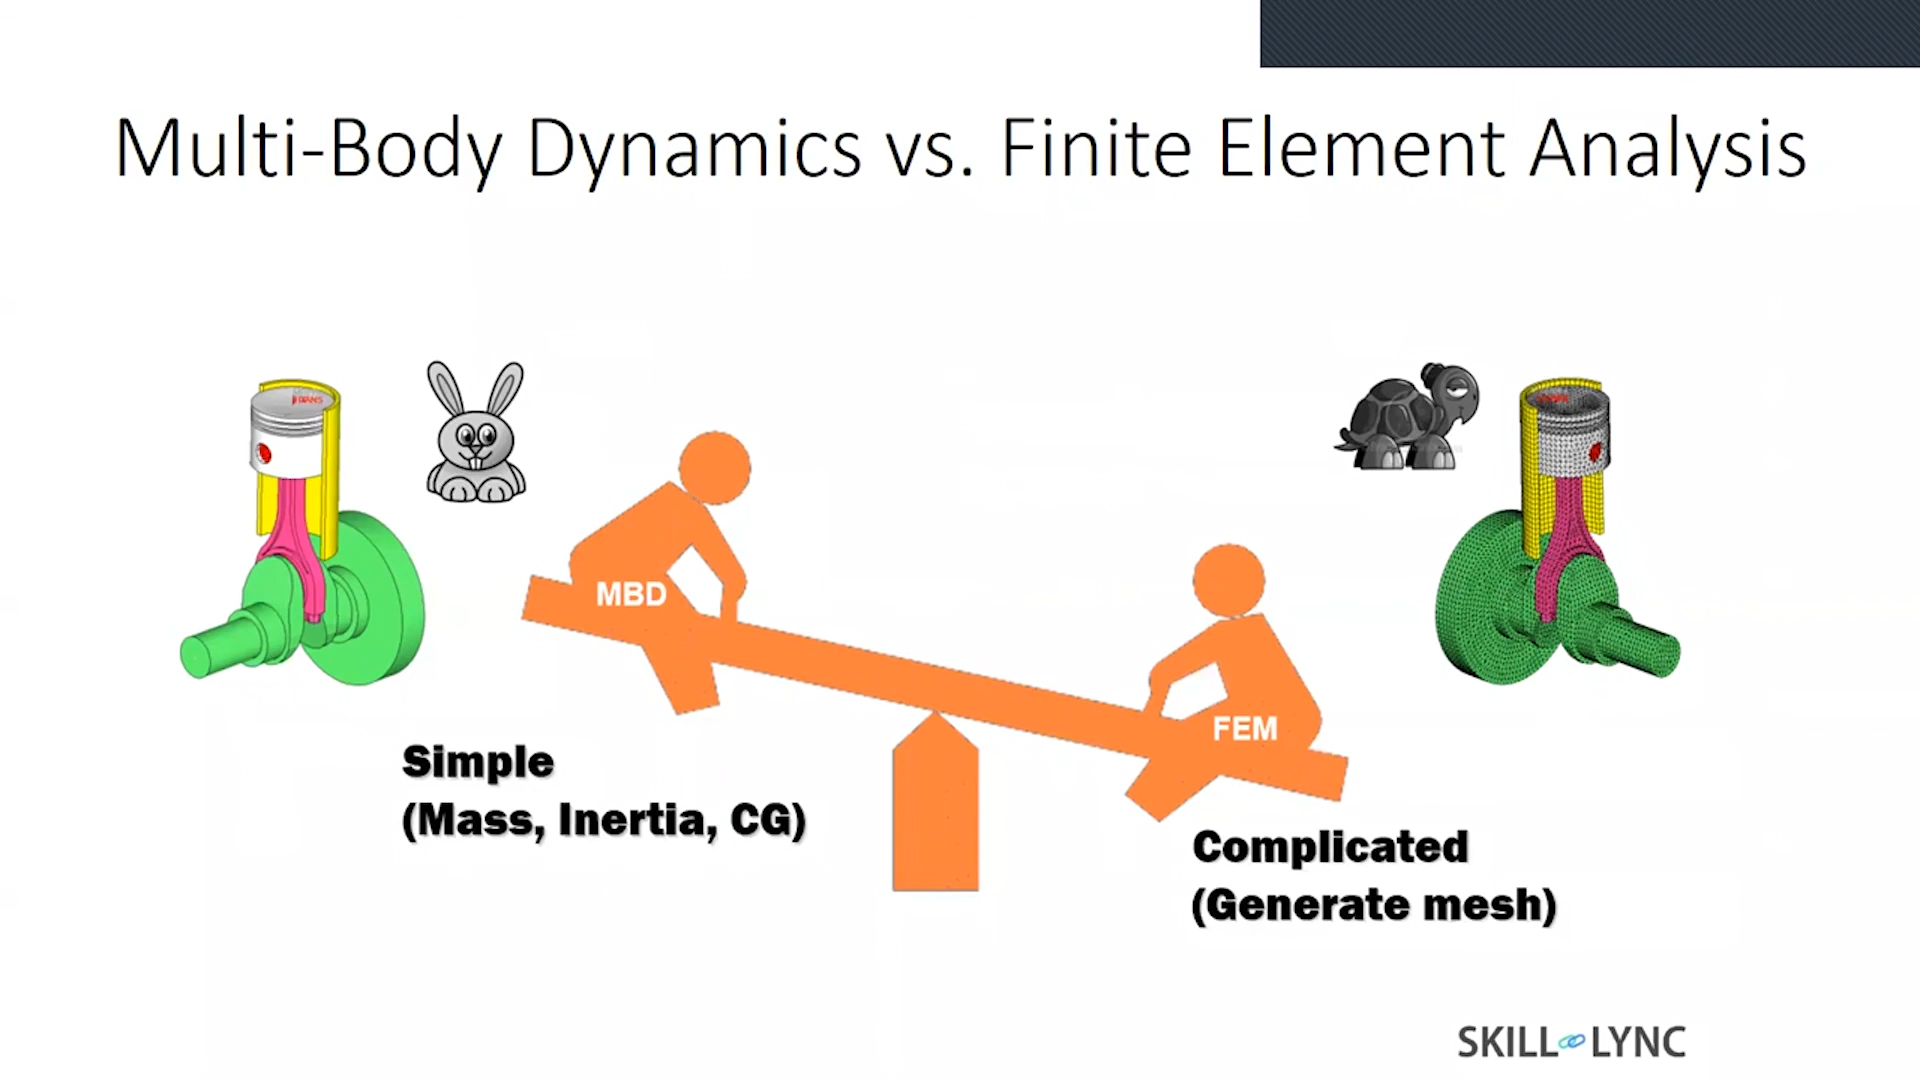 Multi-Body Dynamics vs. Finite Element Analysis
MBD
FEM
Simple
(Mass, Inertia, CG)
Complicated
(Generate mesh)
SKILL LYNC